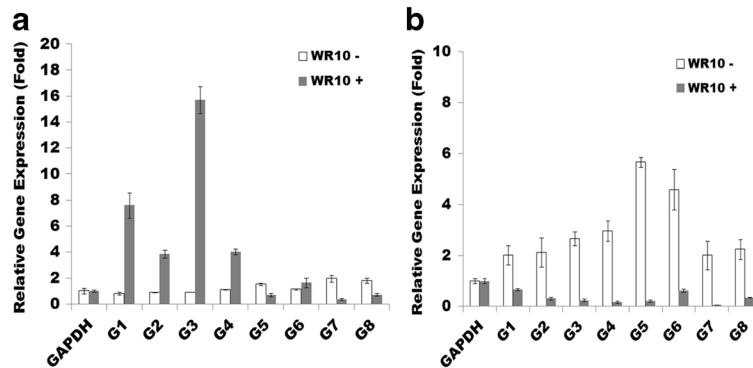 a
Relative Gene Expression (Fold)
20
18
16
14
12
10
8
6
4
2
0
WR10 -
WR10 +
GAPDH G1 G2 G3 G4 G5 G6 G7 G8
b
Relative Gene Expression (Fold)
10
8
6
4
2
0
WR10 -
WR10 +
GAPDH G1 G2 G3 G4 G5 G6 G7 G8